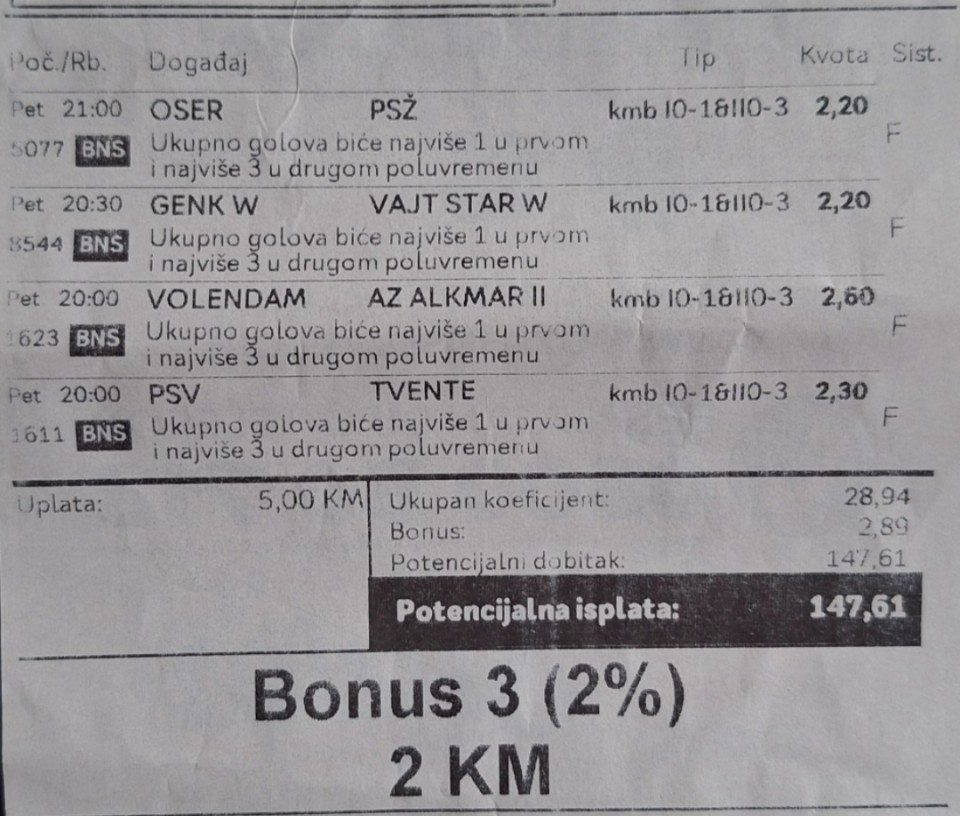 Poč./Rb. Događaj Tip Kvota Sist.
Pet 21:00 OSER PSŽ kmb I0-1&II0-3 2,20
5077 BNS Ukupno golova biće najviše 1 u prvom F
i najviše 3 u drugom poluvremenu
Pet 20:30 GENK W VAJT STAR W kmb I0-1&II0-3 2,20
8544 BNS Ukupno golova biće najviše 1 u prvom F
i najviše 3 u drugom poluvremenu
Pet 20:00 VOLENDAM AZ ALKMAR II kmb I0-1&II0-3 2,60
1623 BNS Ukupno golova biće najviše 1 u prvom F
i najviše 3 u drugom poluvremenu
Pet 20:00 PSV TVENTE kmb I0-1&II0-3 2,30
1611 BNS Ukupno golova biće najviše 1 u prvom F
i najviše 3 u drugom poluvremenu
Uplata: 5,00 KM Ukupan koeficijent: 28,94
Bonus: 2,89
Potencijalni dobitak: 147,61
Potencijalna isplata: 147,61
Bonus 3 (2%)
2 KM